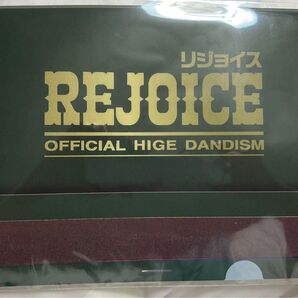 リジョイス
REJOICE
OFFICIAL HIGE DANDISM